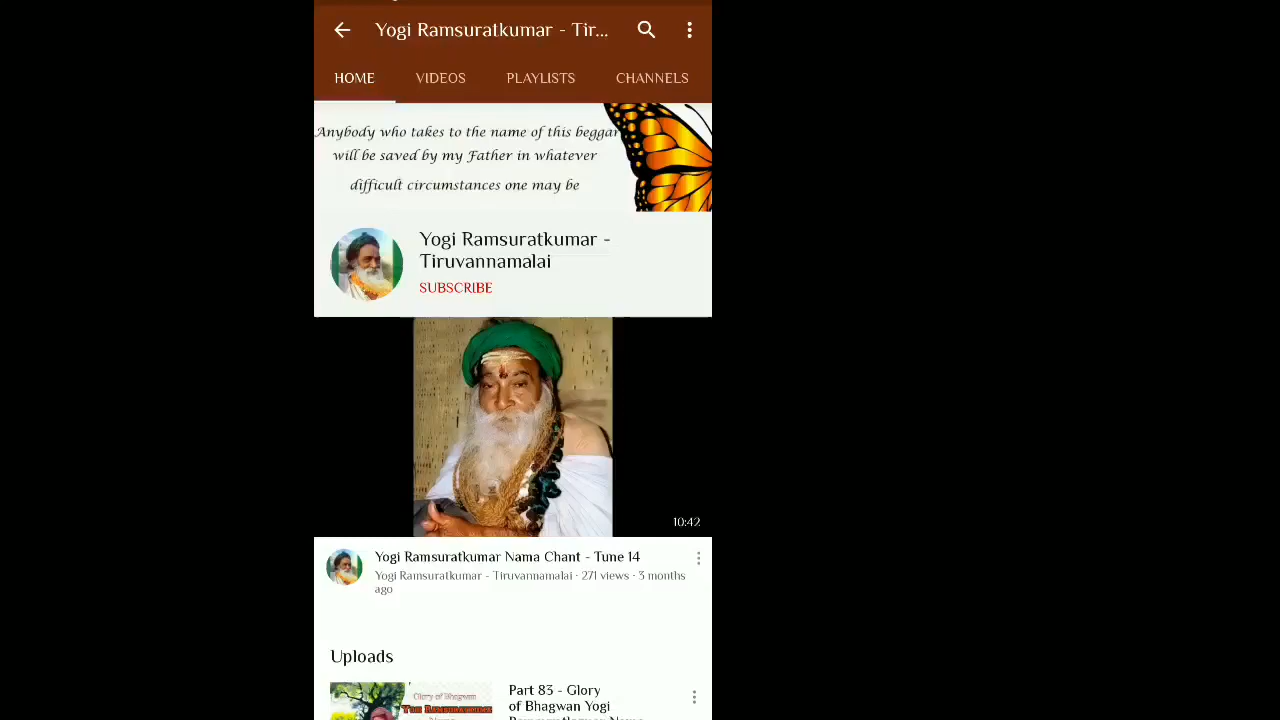 Yogi Ramsuratkumar - Tir...
HOME VIDEOS PLAYLISTS CHANNELS
Anybody who takes to the name of this beggar
will be saved by my Father in whatever
difficult circumstances one may be
Yogi Ramsuratkumar -
Tiruvannamalai
SUBSCRIBE
10:42
Yogi Ramsuratkumar Nama Chant - Tune 14
Yogi Ramsuratkumar - Tiruvannamalai · 271 views · 3 months
ago
Uploads
Part 83 - Glory
of Bhagwan Yogi
Glory of Bhagwan